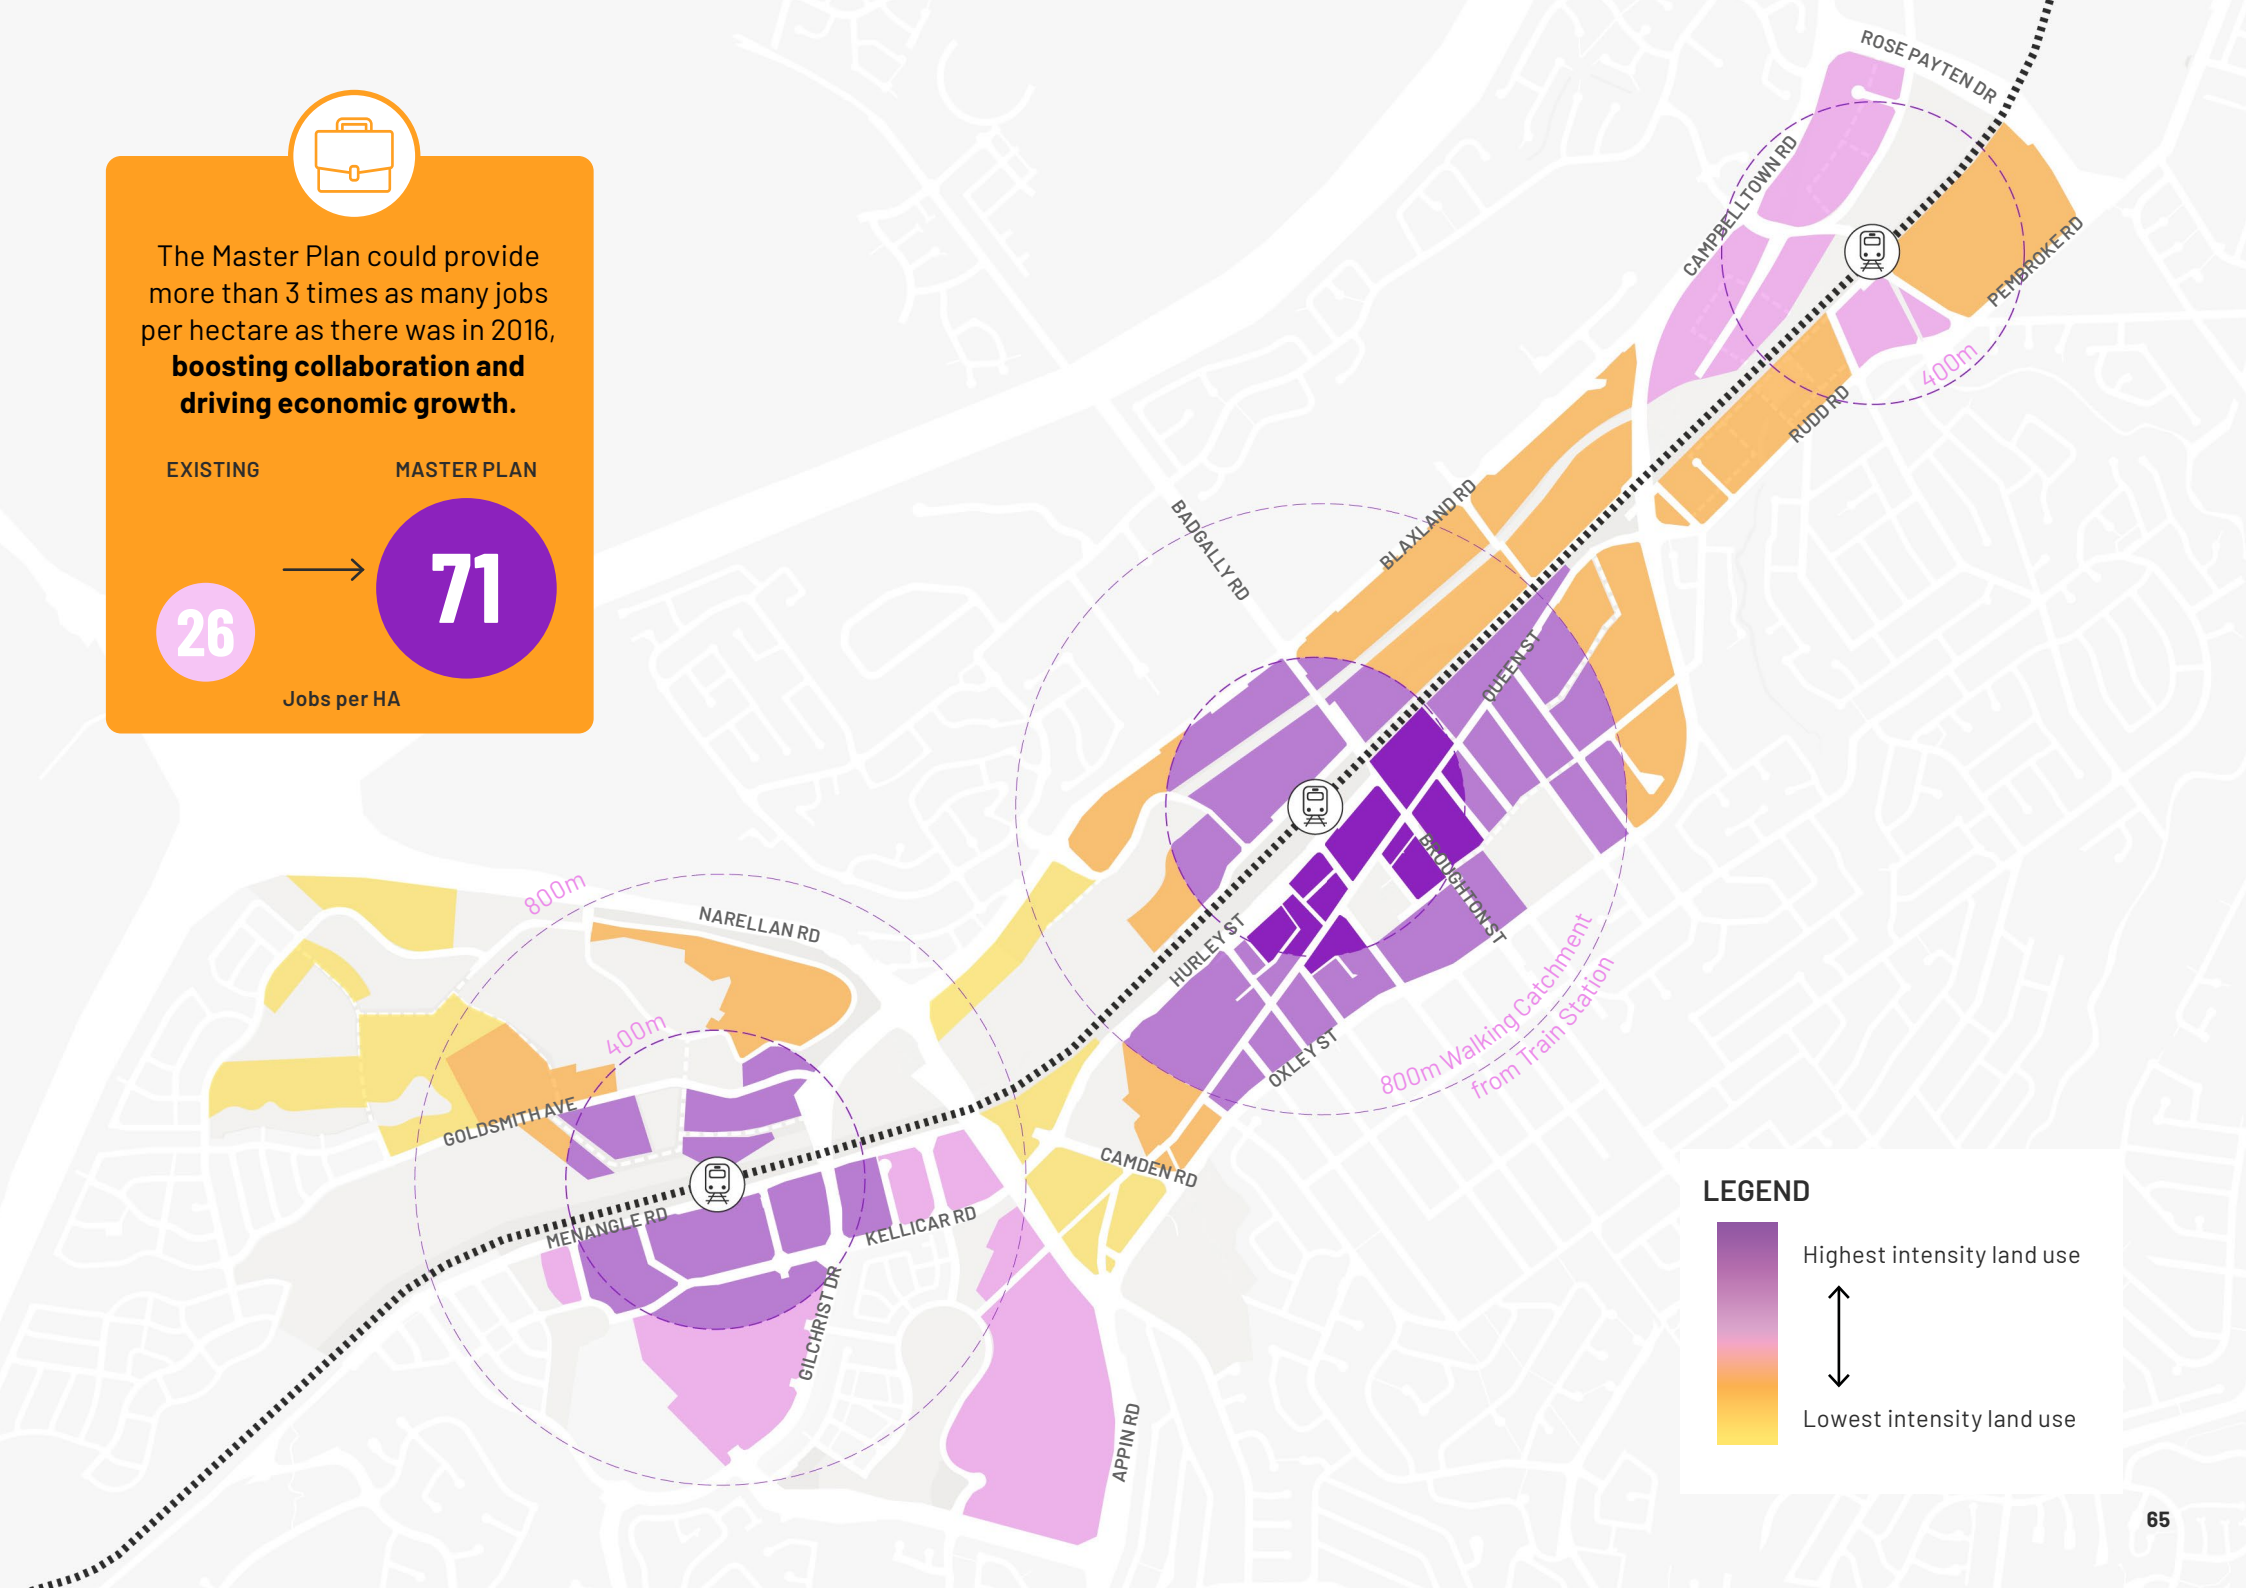 The Master Plan could provide
more than 3 times as many jobs
per hectare as there was in 2016,
boosting collaboration and
driving economic growth.
EXISTING
MASTER PLAN
26
71
Jobs per HA
ROSE PAYTEN DR
CAMPBELLTOWN RD
PEMBROKE RD
400m
RUDD RD
BLAXLAND RD
BADGALLY RD
QUEEN ST
BROUGHTON ST
HURLEY ST
OXLEY ST
800m Walking Catchment
from Train Station
800m
NARELLAN RD
400m
GOLDSMITH AVE
MENANGLE RD
KELLICAR RD
CAMDEN RD
GILCHRIST DR
APPIN RD
LEGEND
Highest intensity land use
Lowest intensity land use
65